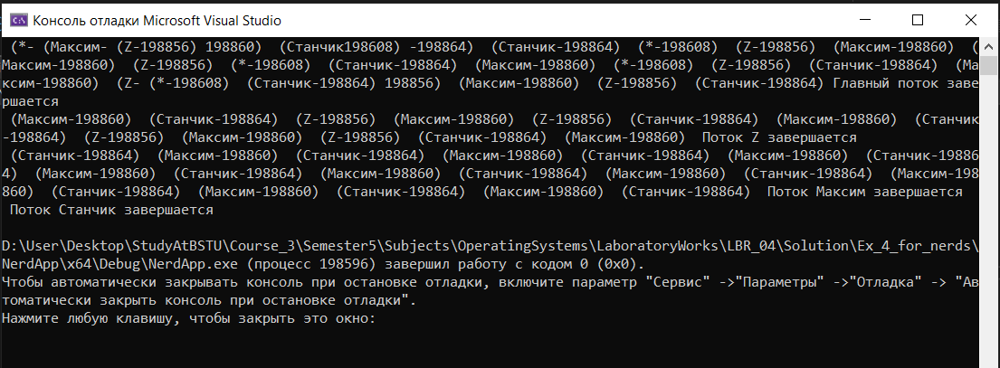 Консоль отладки Microsoft Visual Studio
(*- (Максим- (Z-198856) 198860)  (Станчик198608) -198864)  (Станчик-198864)  (*-198608)  (Z-198856)  (Максим-198860)  (
Максим-198860)  (Z-198856)  (*-198608)  (Станчик-198864)  (Максим-198860)  (*-198608)  (Z-198856)  (Станчик-198864)  (Ма
ксим-198860)  (Z- (*-198608)  (Станчик-198864) 198856)  (Максим-198860)  (Z-198856)  (Станчик-198864) Главный поток заве
ршается
(Максим-198860)  (Станчик-198864)  (Z-198856)  (Максим-198860)  (Z-198856)  (Станчик-198864)  (Максим-198860)  (Станчик
-198864)  (Z-198856)  (Максим-198860)  (Z-198856)  (Станчик-198864)  (Максим-198860)  Поток Z завершается
(Станчик-198864)  (Максим-198860)  (Станчик-198864)  (Максим-198860)  (Станчик-198864)  (Максим-198860)  (Станчик-19886
4)  (Максим-198860)  (Станчик-198864)  (Максим-198860)  (Станчик-198864)  (Максим-198860)  (Станчик-198864)  (Максим-198
860)  (Станчик-198864)  (Максим-198860)  (Станчик-198864)  (Максим-198860)  (Станчик-198864)  Поток Максим завершается
Поток Станчик завершается
D:\User\Desktop\StudyAtBSTU\Course_3\Semester5\Subjects\OperatingSystems\LaboratoryWorks\LBR_04\Solution\Ex_4_for_nerds\
NerdApp\x64\Debug\NerdApp.exe (процесс 198596) завершил работу с кодом 0 (0x0).
Чтобы автоматически закрывать консоль при остановке отладки, включите параметр "Сервис" ->"Параметры" ->"Отладка" -> "Ав
томатически закрыть консоль при остановке отладки".
Нажмите любую клавишу, чтобы закрыть это окно: